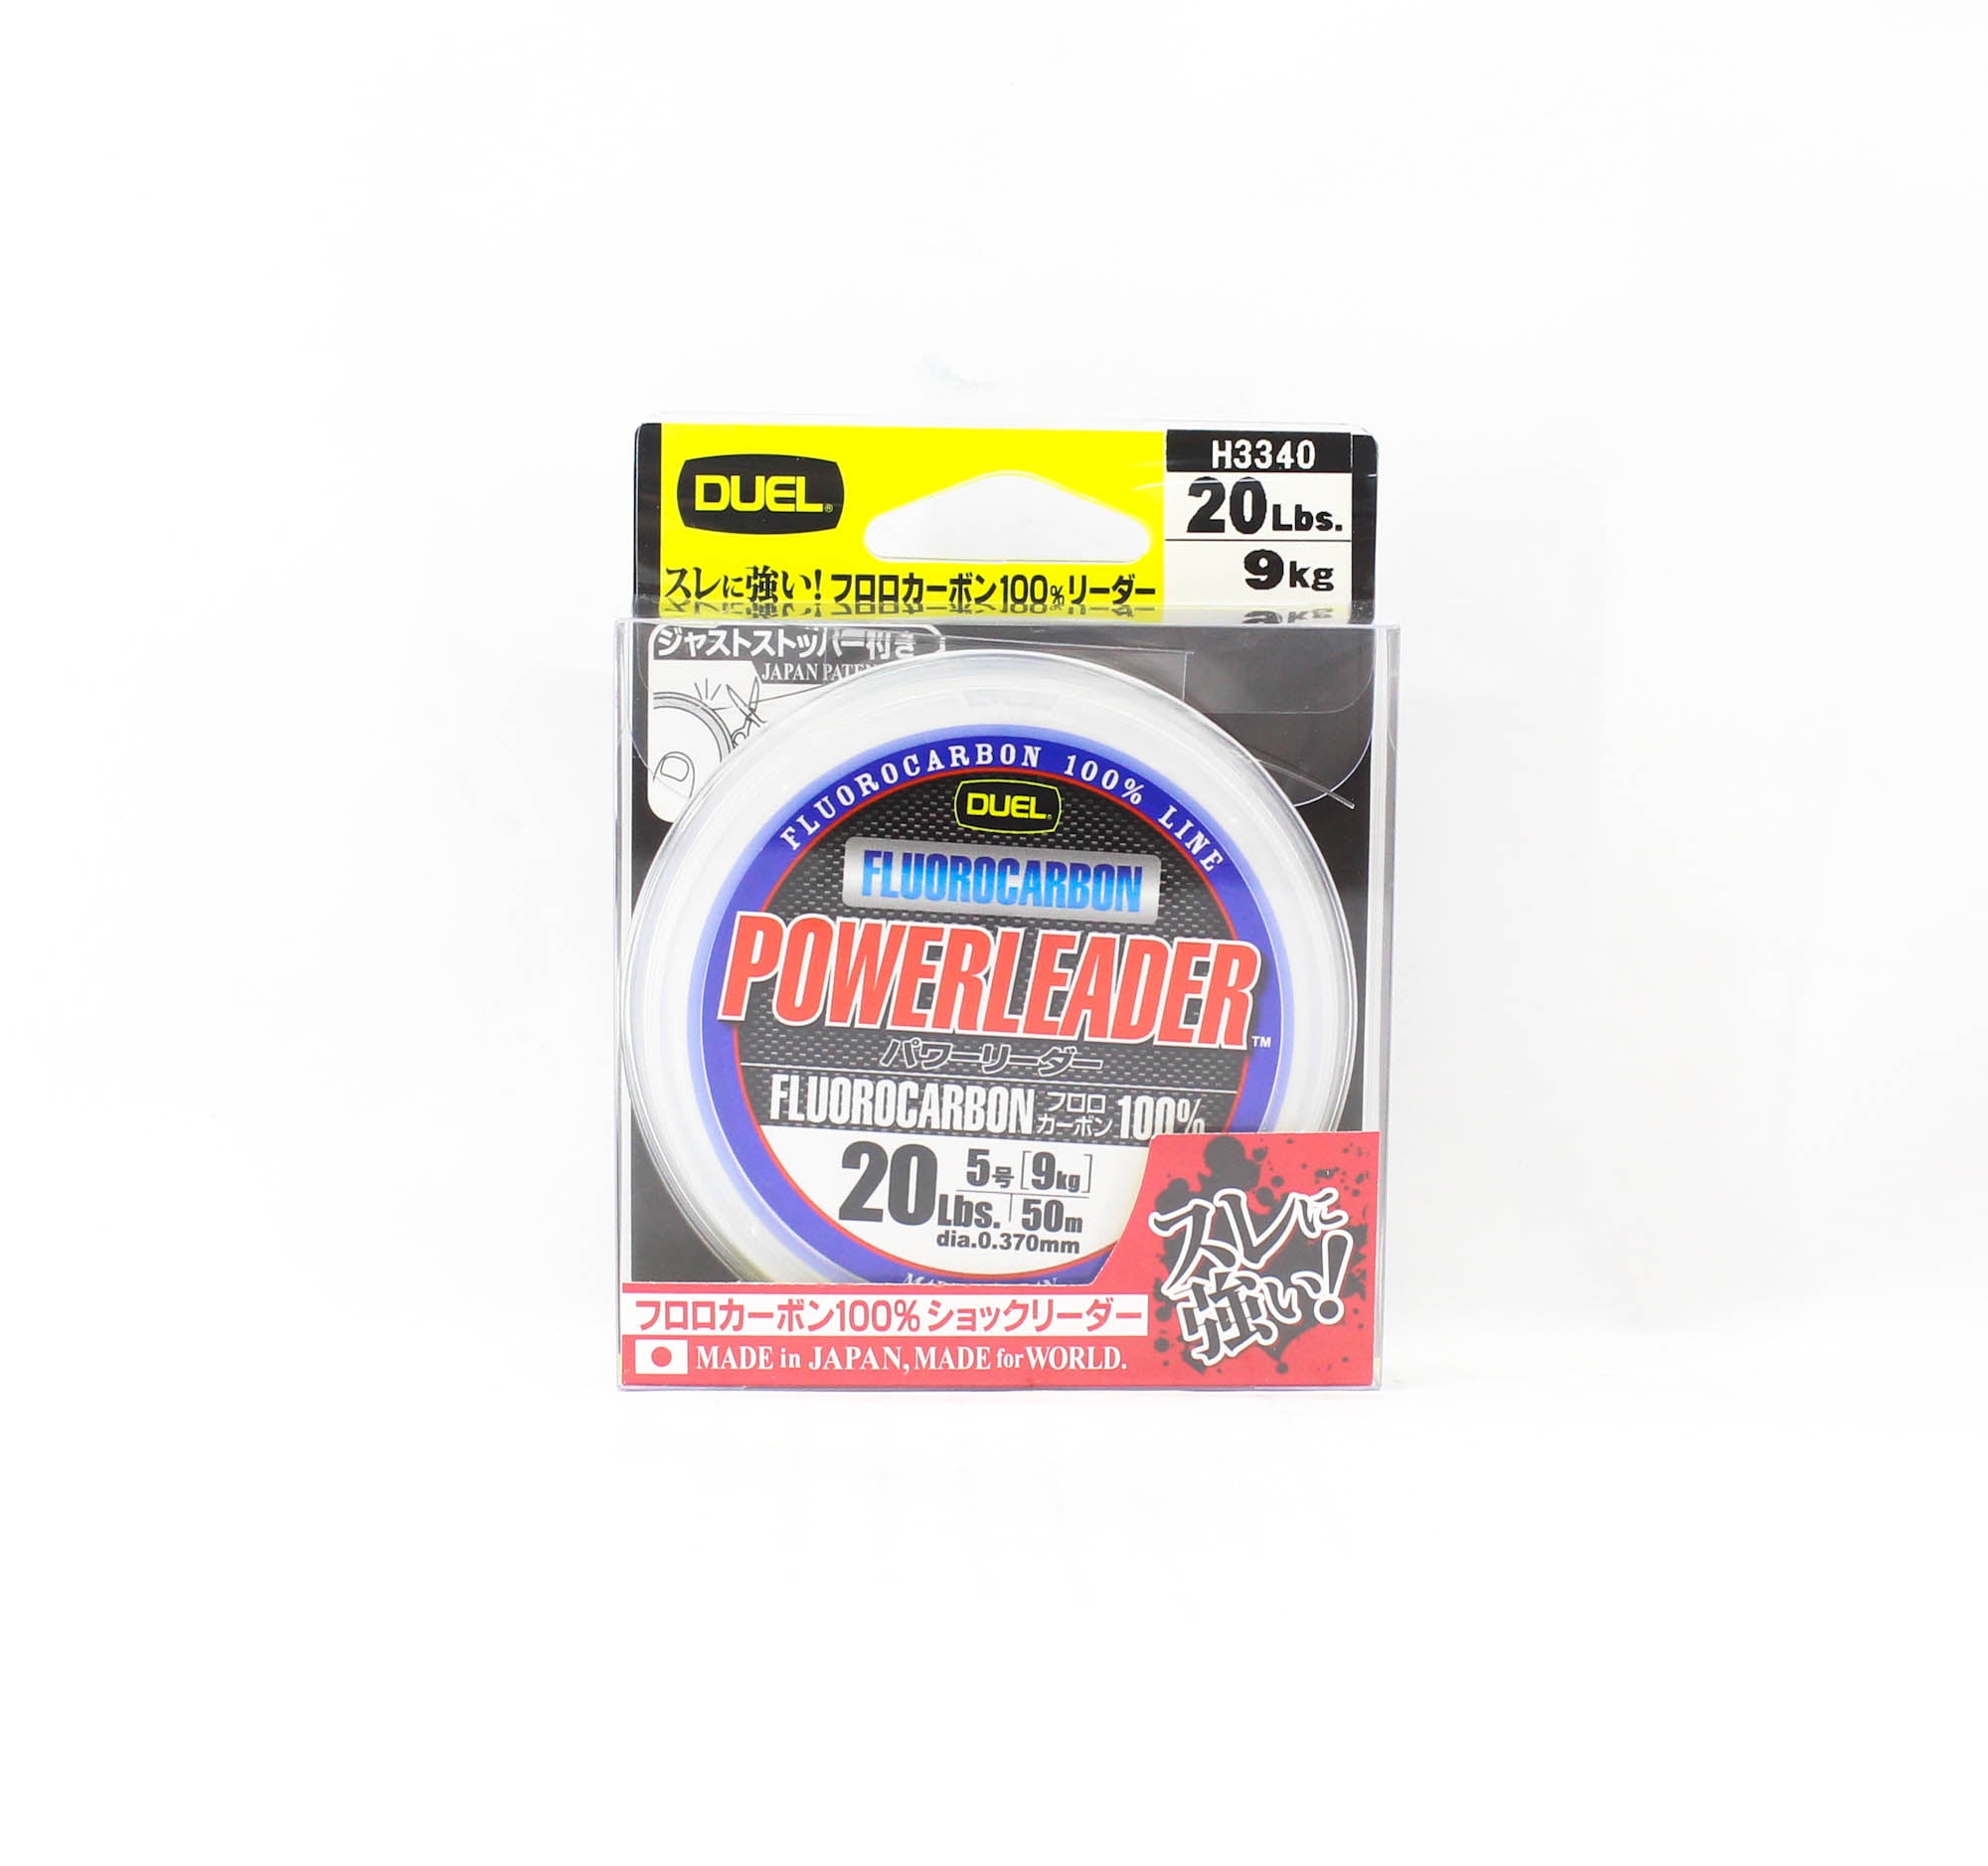 DUEL®
H3340
20Lbs.
9kg
スレに強い!フロロカーボン100%リーダー
ジャストストッパー付き
JAPAN
FLUOROCARBON 100% LINE
DUEL
FLUOROCARBON
POWERLEADER™
パワーリーダー
FLUOROCARBON フロロカーボン 100%
20Lbs. 5号 [9kg]
50m
dia.0.370mm
スレに
強い!
フロロカーボン100%ショックリーダー
MADE in JAPAN, MADE for WORLD.